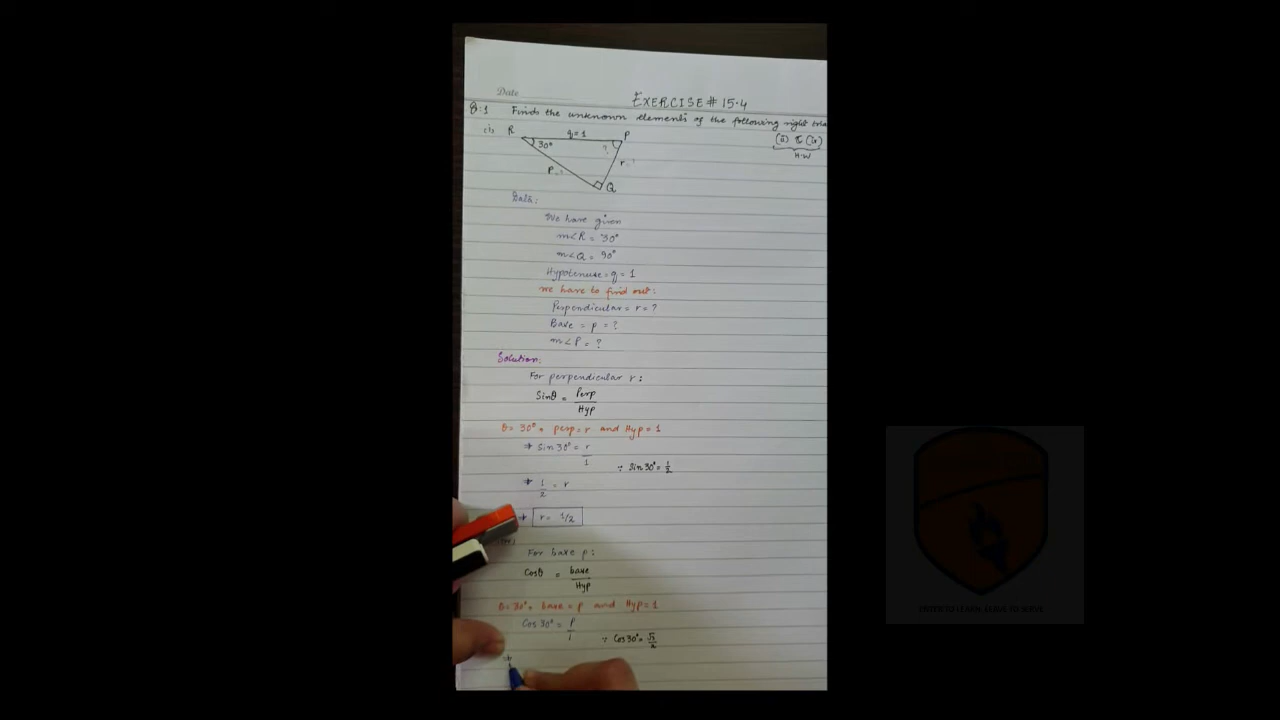 Date
EXERCISE # 15.4
Q:1 Finds the unknown elements of the following right tria
(i) R q=1 P (ii) to (iv)
30° ? H.W
r=?
P=?
Q
Data:
We have given
m∠R = 30°
m∠Q = 90°
Hypotenuse = q = 1
we have to find out:
Perpendicular = r = ?
Base = p = ?
m∠P = ?
Solution:
For perpendicular r:
Sinθ = Perp/Hyp
θ = 30°, perp = r and Hyp = 1
⇒ Sin 30° = r/1
∵ Sin 30° = 1/2
⇒ 1/2 = r
⇒ r = 1/2
For base p:
Cosθ = base/Hyp
θ = 30°, base = p and Hyp = 1
Cos 30° = P/1
∵ Cos 30° = √3/2
⇒